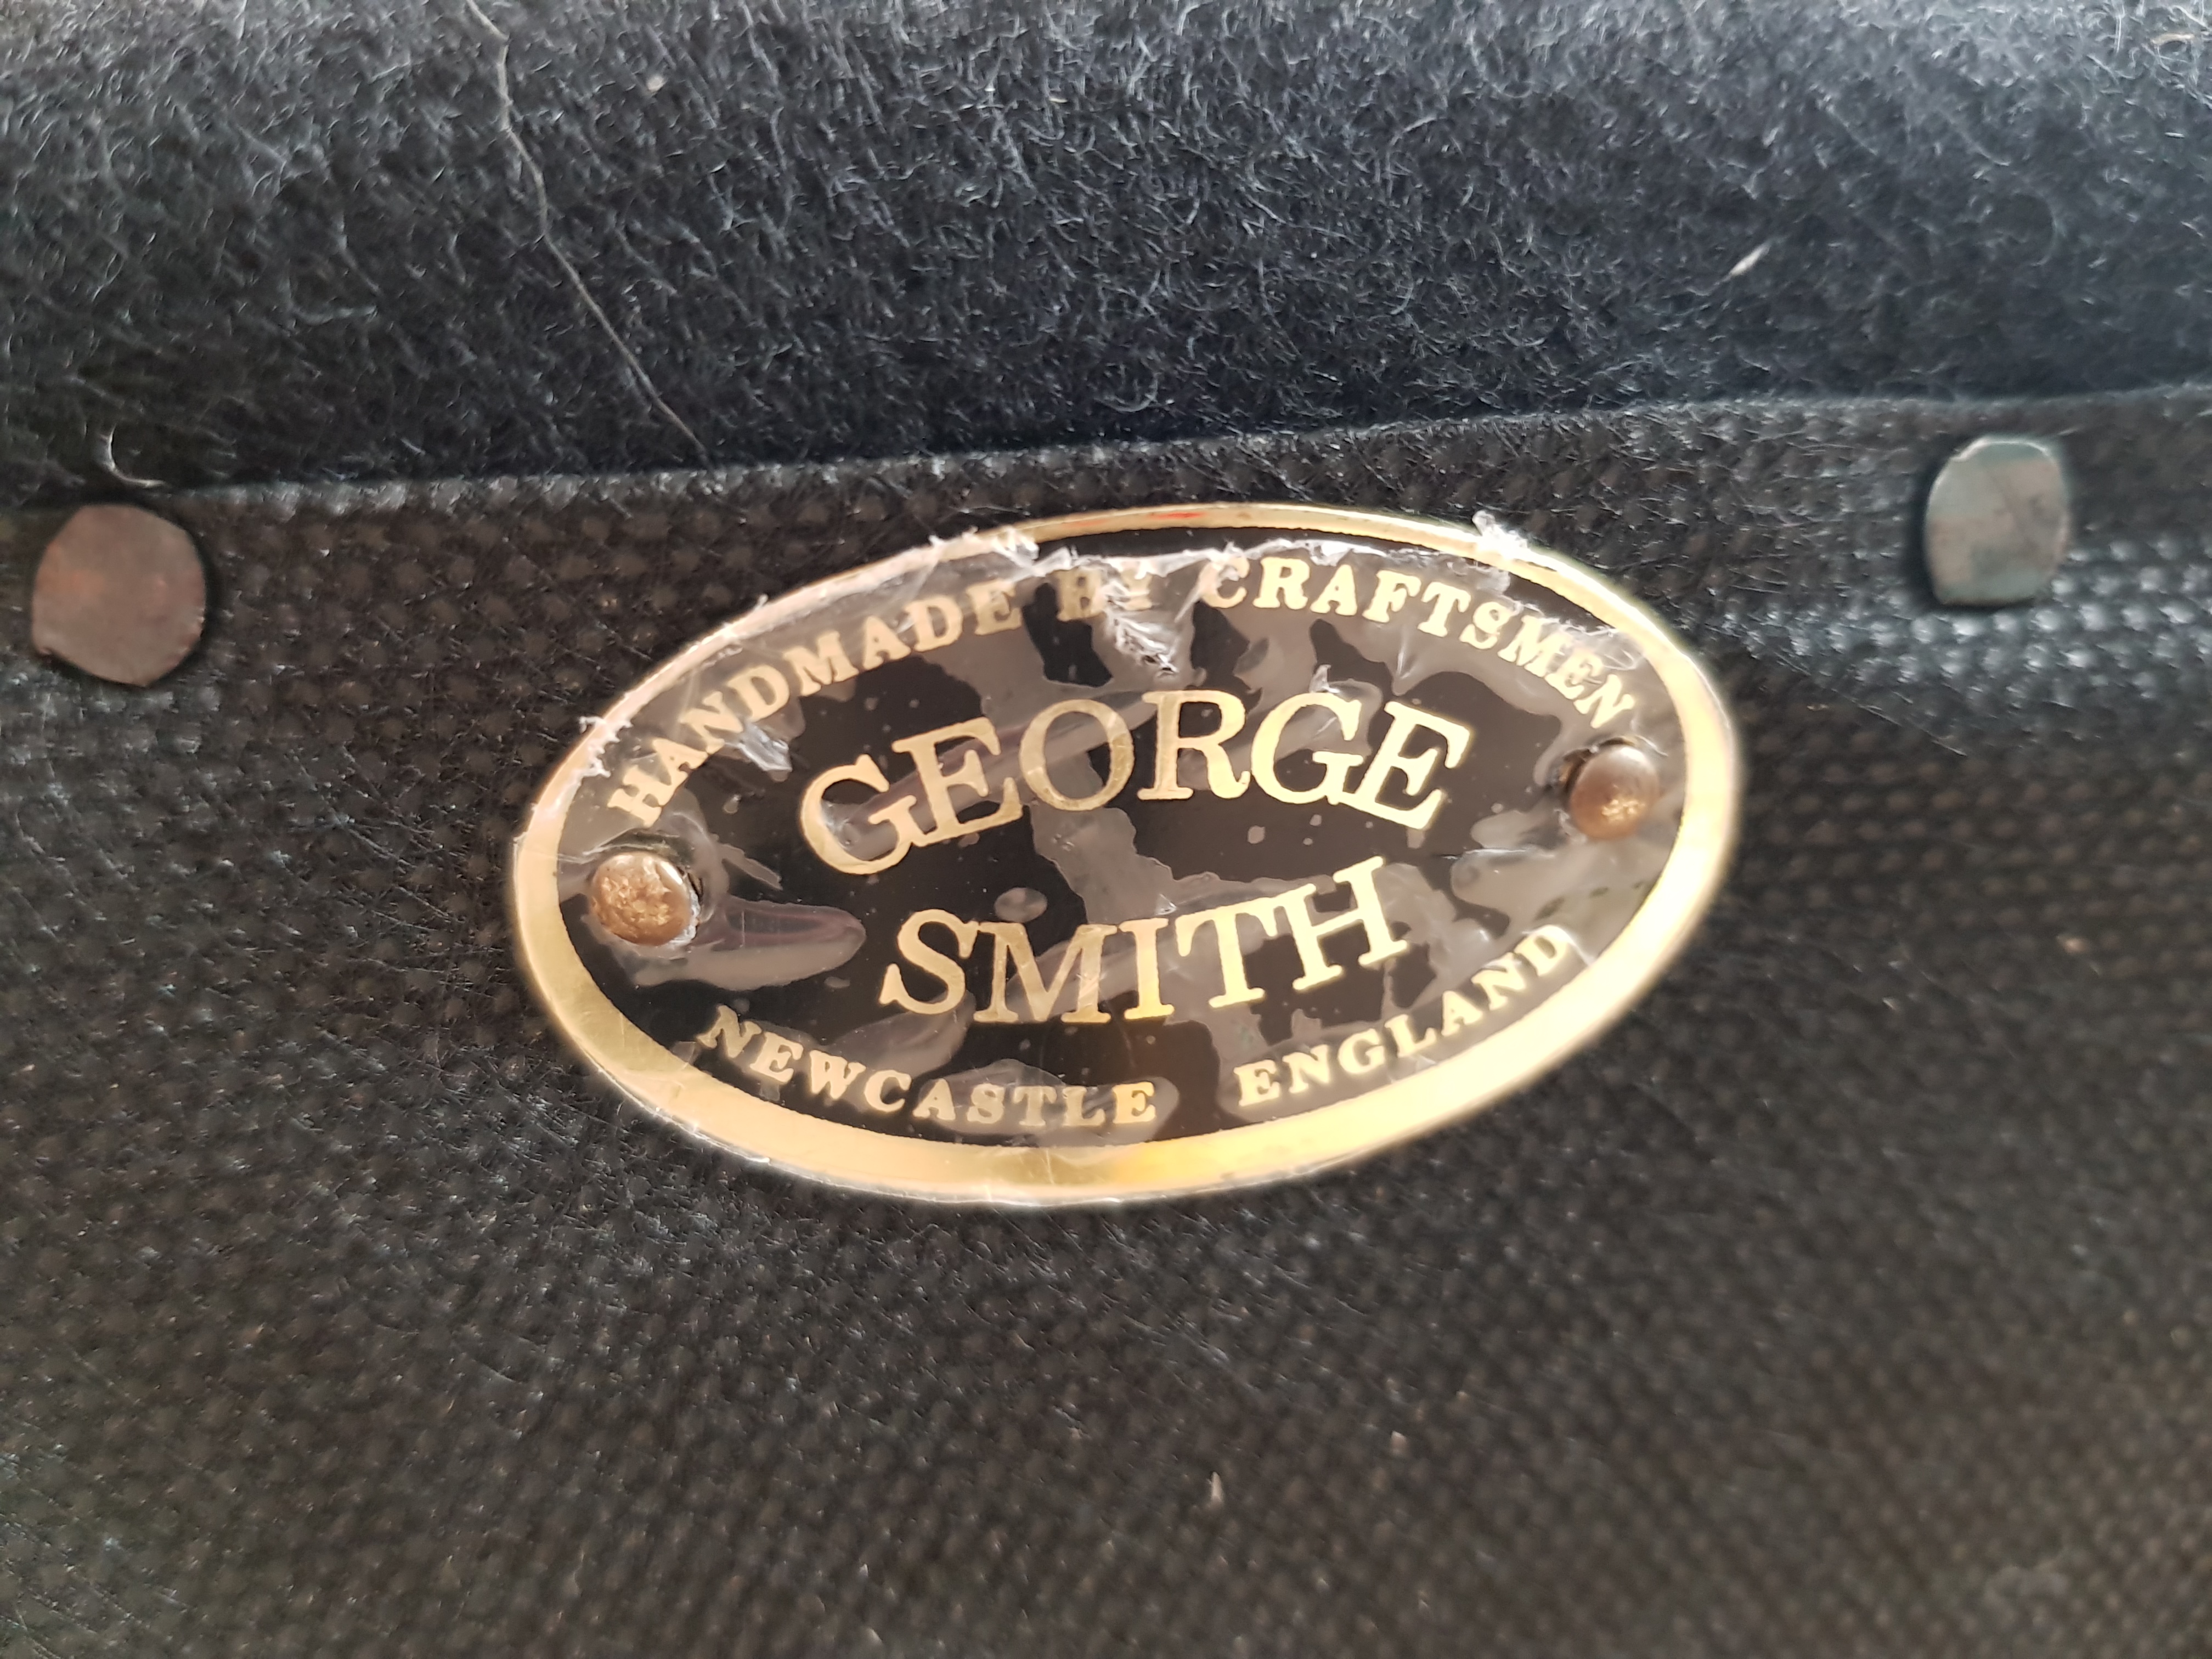 HANDMADE BY CRAFTSMEN
GEORGE
SMITH
NEWCASTLE ENGLAND